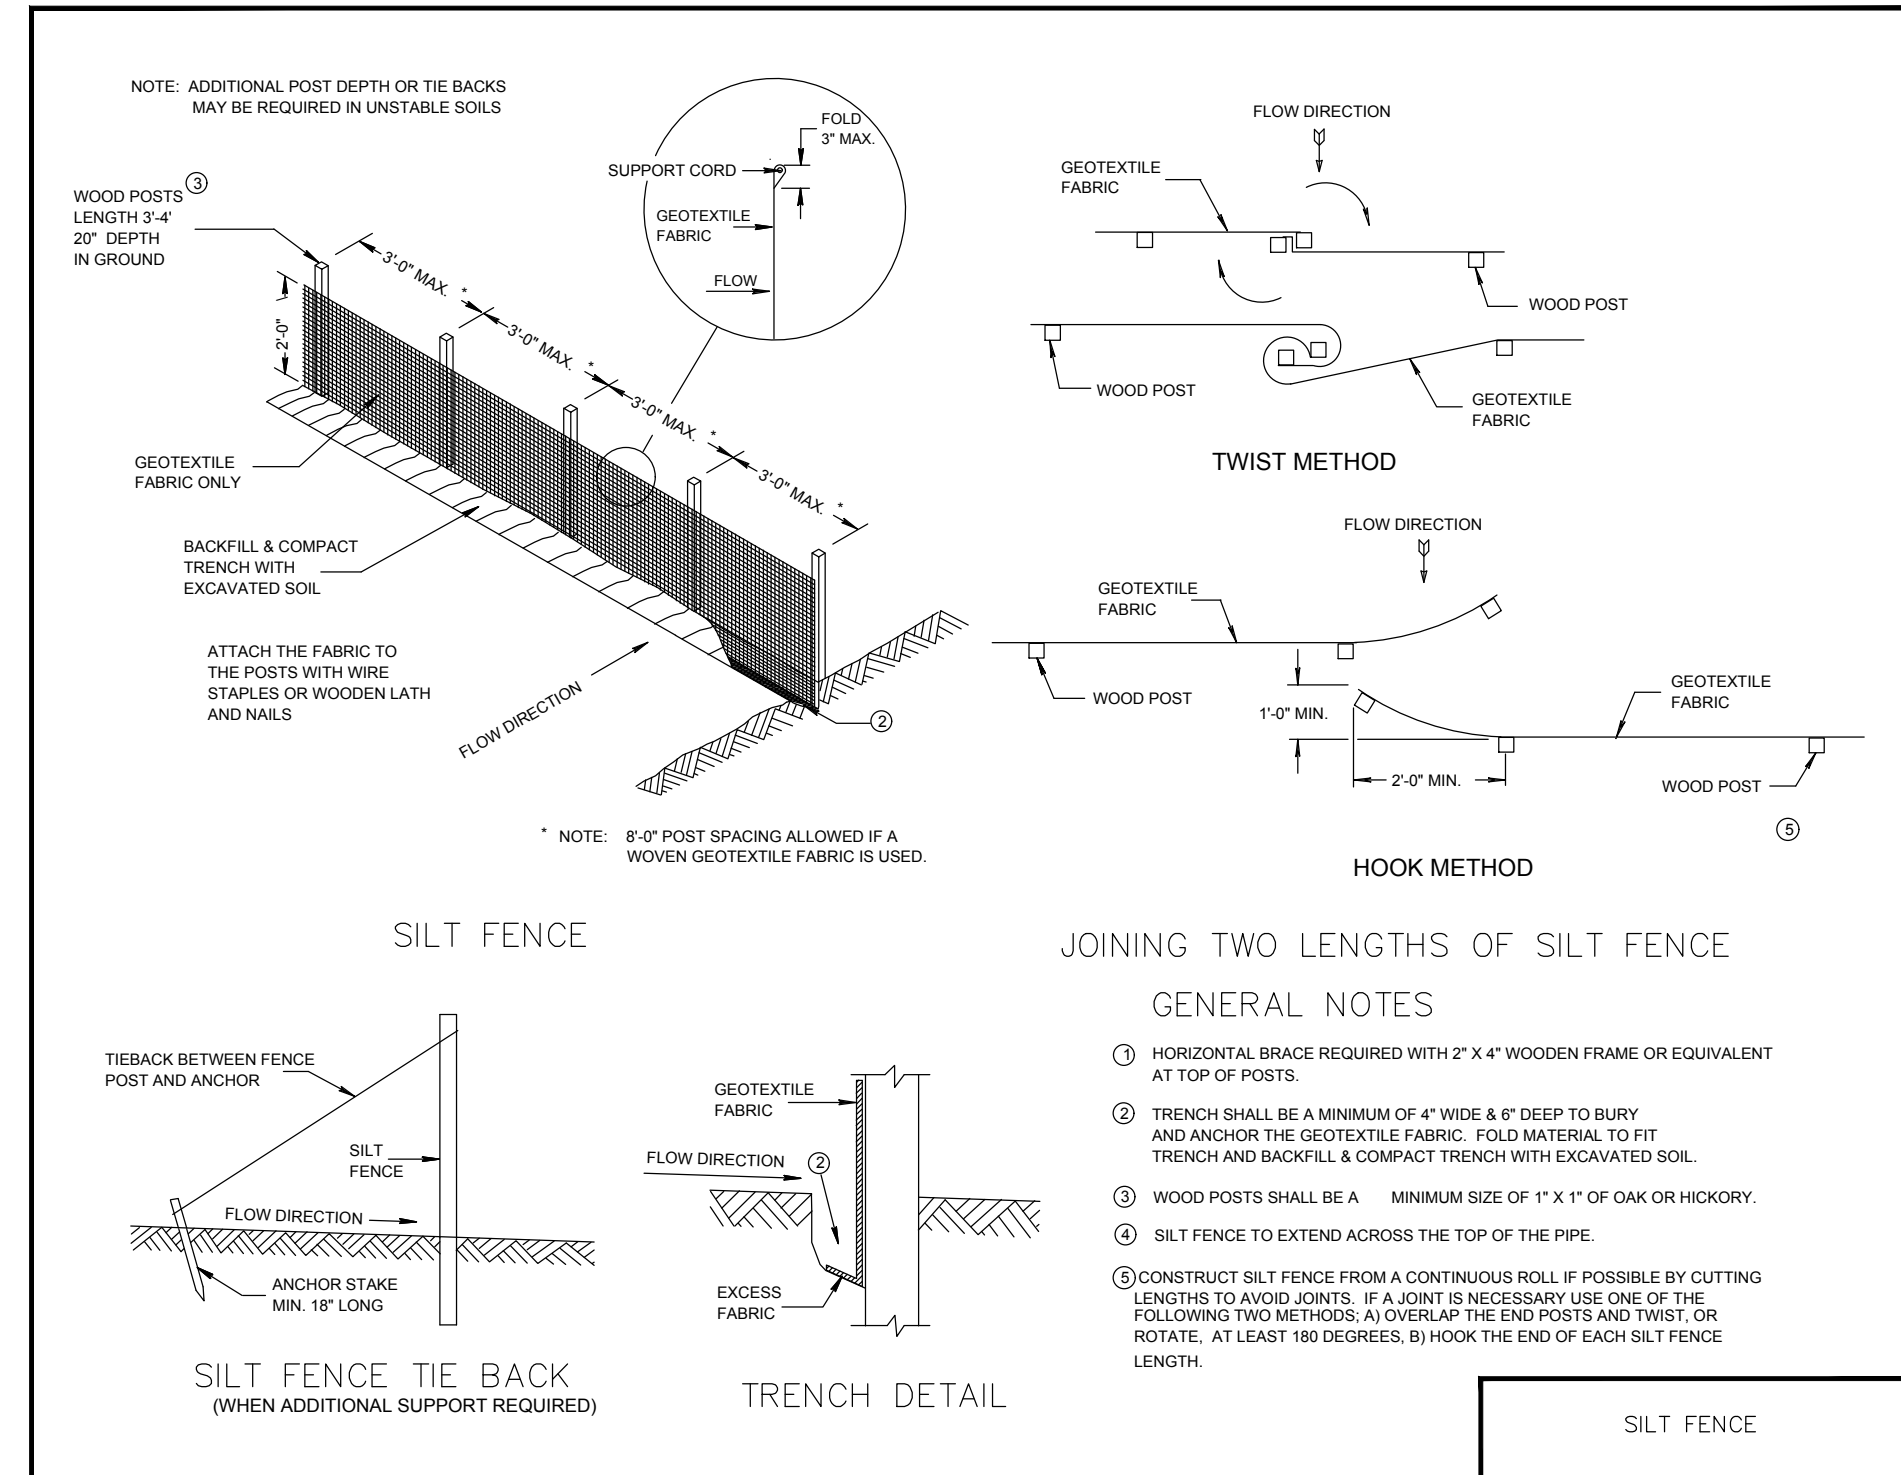 NOTE: ADDITIONAL POST DEPTH OR TIE BACKS
MAY BE REQUIRED IN UNSTABLE SOILS
WOOD POSTS 3
LENGTH 3'-4'
20" DEPTH
IN GROUND
2'-0"
3'-0" MAX. *
3'-0" MAX. *
3'-0" MAX. *
3'-0" MAX. *
FOLD
3" MAX.
SUPPORT CORD
GEOTEXTILE
FABRIC
FLOW
GEOTEXTILE
FABRIC ONLY
BACKFILL & COMPACT
TRENCH WITH
EXCAVATED SOIL
ATTACH THE FABRIC TO
THE POSTS WITH WIRE
STAPLES OR WOODEN LATH
AND NAILS
FLOW DIRECTION
2
* NOTE: 8'-0" POST SPACING ALLOWED IF A
WOVEN GEOTEXTILE FABRIC IS USED.
SILT FENCE
FLOW DIRECTION
GEOTEXTILE
FABRIC
WOOD POST
WOOD POST
GEOTEXTILE
FABRIC
TWIST METHOD
FLOW DIRECTION
GEOTEXTILE
FABRIC
WOOD POST
GEOTEXTILE
FABRIC
1'-0" MIN.
2'-0" MIN.
WOOD POST
5
HOOK METHOD
JOINING TWO LENGTHS OF SILT FENCE
TIEBACK BETWEEN FENCE
POST AND ANCHOR
SILT
FENCE
FLOW DIRECTION
ANCHOR STAKE
MIN. 18" LONG
SILT FENCE TIE BACK
(WHEN ADDITIONAL SUPPORT REQUIRED)
GEOTEXTILE
FABRIC
FLOW DIRECTION
2
EXCESS
FABRIC
TRENCH DETAIL
GENERAL NOTES
1 HORIZONTAL BRACE REQUIRED WITH 2" X 4" WOODEN FRAME OR EQUIVALENT
AT TOP OF POSTS.
2 TRENCH SHALL BE A MINIMUM OF 4" WIDE & 6" DEEP TO BURY
AND ANCHOR THE GEOTEXTILE FABRIC. FOLD MATERIAL TO FIT
TRENCH AND BACKFILL & COMPACT TRENCH WITH EXCAVATED SOIL.
3 WOOD POSTS SHALL BE A MINIMUM SIZE OF 1" X 1" OF OAK OR HICKORY.
4 SILT FENCE TO EXTEND ACROSS THE TOP OF THE PIPE.
5 CONSTRUCT SILT FENCE FROM A CONTINUOUS ROLL IF POSSIBLE BY CUTTING
LENGTHS TO AVOID JOINTS. IF A JOINT IS NECESSARY USE ONE OF THE
FOLLOWING TWO METHODS; A) OVERLAP THE END POSTS AND TWIST, OR
ROTATE, AT LEAST 180 DEGREES, B) HOOK THE END OF EACH SILT FENCE
LENGTH.
SILT FENCE